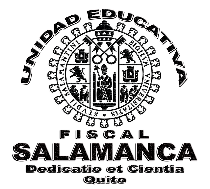 UNIDAD EDUCATIVA
FISCAL
SALAMANCA
Dedicatio et Cientia
Quito